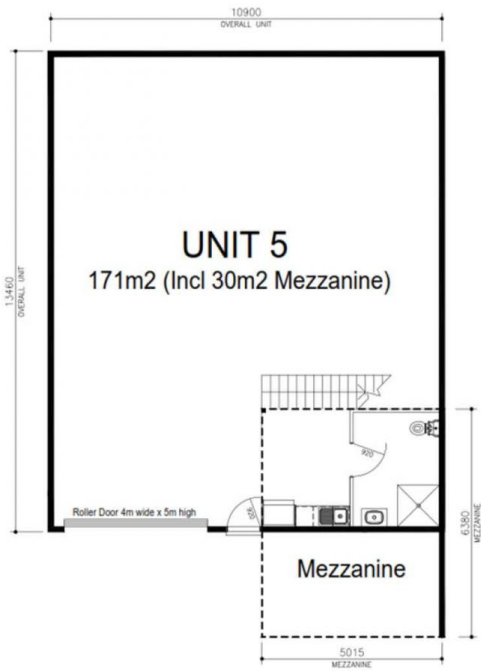 10900
OVERALL UNIT
13460
OVERALL UNIT
UNIT 5
171m2 (Incl 30m2 Mezzanine)
920
Roller Door 4m wide x 5m high
920
6380
MEZZANINE
Mezzanine
5015
MEZZANINE